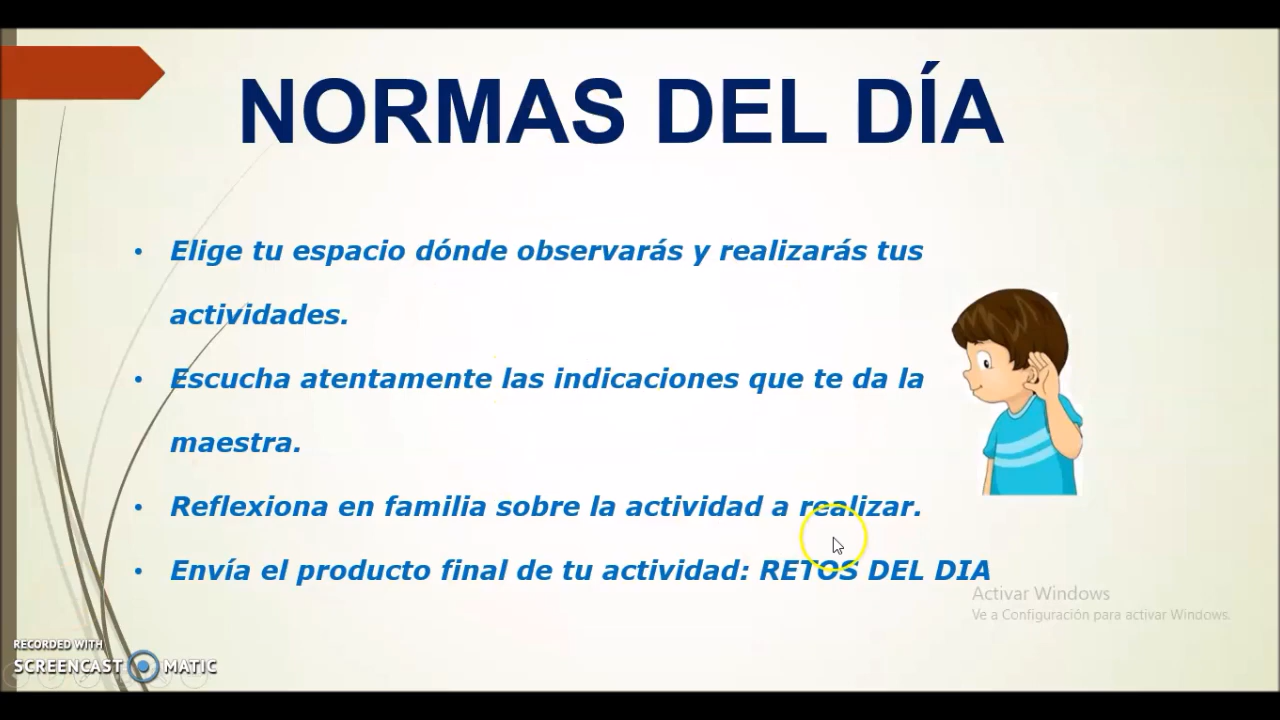 NORMAS DEL DÍA
• Elige tu espacio dónde observarás y realizarás tus
actividades.
• Escucha atentamente las indicaciones que te da la
maestra.
• Reflexiona en familia sobre la actividad a realizar.
• Envía el producto final de tu actividad: RETOS DEL DIA
Activar Windows
Ve a Configuración para activar Windows.
RECORDED WITH
SCREENCAST MATIC